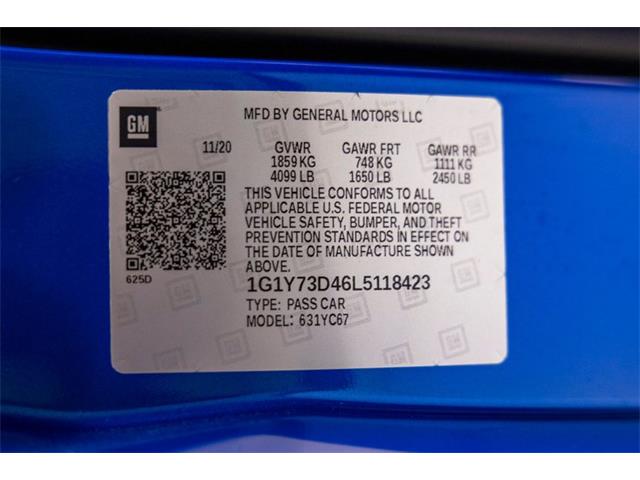 GM
MFD BY GENERAL MOTORS LLC
11/20 GVWR GAWR FRT GAWR RR
1859 KG 748 KG 1111 KG
4099 LB 1650 LB 2450 LB
THIS VEHICLE CONFORMS TO ALL
APPLICABLE U.S. FEDERAL MOTOR
VEHICLE SAFETY, BUMPER, AND THEFT
PREVENTION STANDARDS IN EFFECT ON
THE DATE OF MANUFACTURE SHOWN
ABOVE.
625D
1G1Y73D46L5118423
TYPE: PASS CAR
MODEL: 631YC67